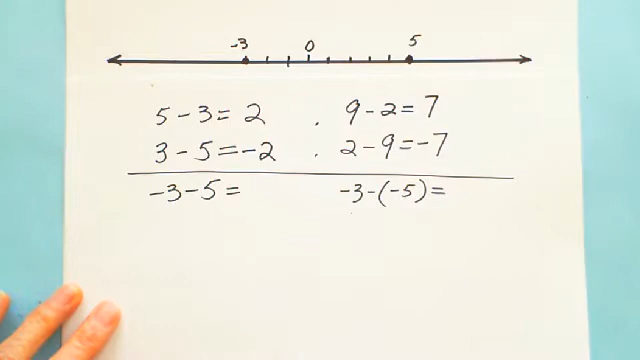 -3 0 5
5 - 3 = 2 . 9 - 2 = 7
3 - 5 = -2 . 2 - 9 = -7
-3 - 5 = -3 - (-5) =